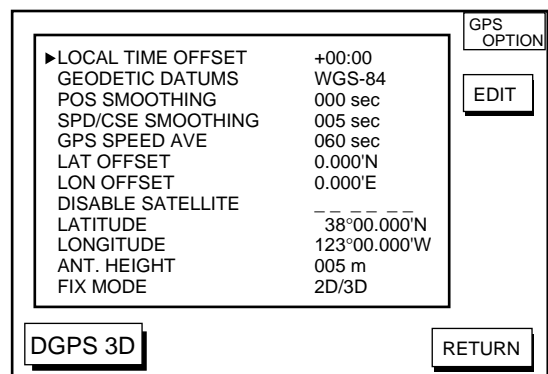 GPS
OPTION
▶LOCAL TIME OFFSET +00:00
GEODETIC DATUMS WGS-84
EDIT
POS SMOOTHING 000 sec
SPD/CSE SMOOTHING 005 sec
GPS SPEED AVE 060 sec
LAT OFFSET 0.000'N
LON OFFSET 0.000'E
DISABLE SATELLITE _ _ _ _ _ _
LATITUDE 38°00.000'N
LONGITUDE 123°00.000'W
ANT. HEIGHT 005 m
FIX MODE 2D/3D
DGPS 3D
RETURN